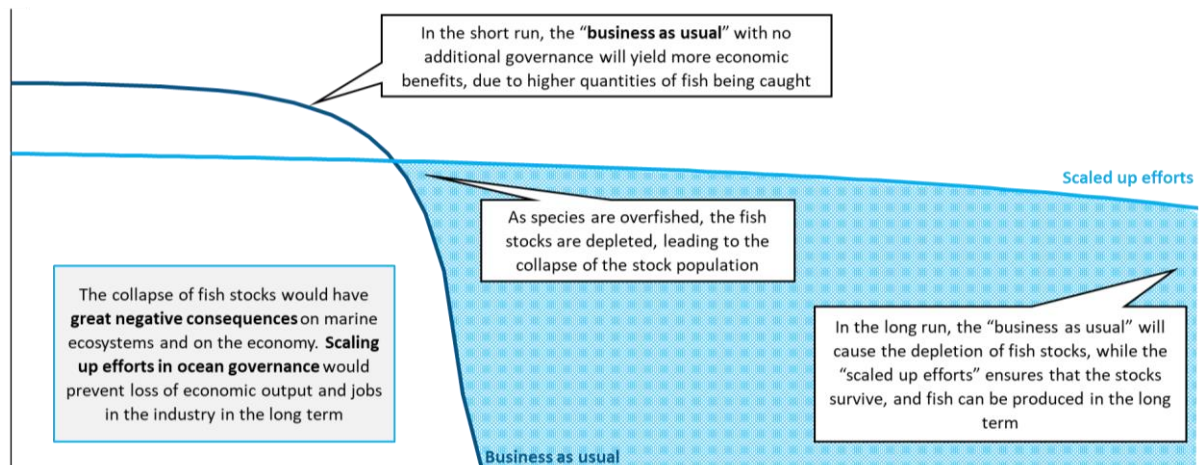 In the short run, the “business as usual” with no
additional governance will yield more economic
benefits, due to higher quantities of fish being caught
Scaled up efforts
As species are overfished, the fish
stocks are depleted, leading to the
collapse of the stock population
The collapse of fish stocks would have
great negative consequences on marine
ecosystems and on the economy. Scaling
up efforts in ocean governance would
prevent loss of economic output and jobs
in the industry in the long term
In the long run, the “business as usual” will
cause the depletion of fish stocks, while the
“scaled up efforts” ensures that the stocks
survive, and fish can be produced in the long
term
Business as usual